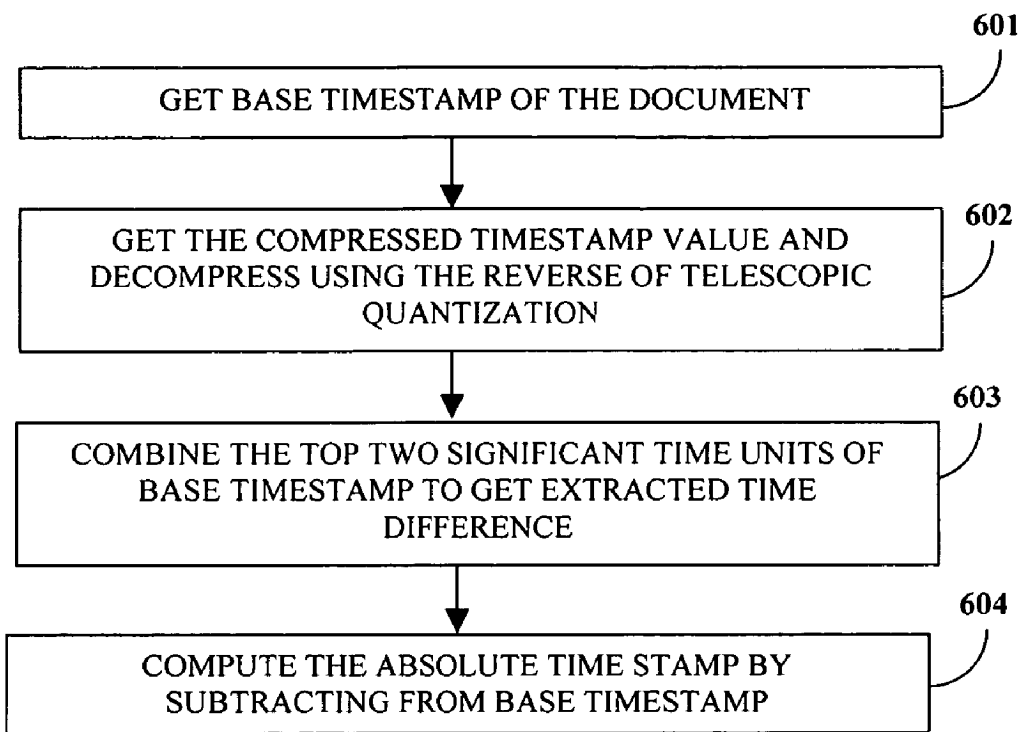 601
GET BASE TIMESTAMP OF THE DOCUMENT
602
GET THE COMPRESSED TIMESTAMP VALUE AND
DECOMPRESS USING THE REVERSE OF TELESCOPIC
QUANTIZATION
603
COMBINE THE TOP TWO SIGNIFICANT TIME UNITS OF
BASE TIMESTAMP TO GET EXTRACTED TIME
DIFFERENCE
604
COMPUTE THE ABSOLUTE TIME STAMP BY
SUBTRACTING FROM BASE TIMESTAMP